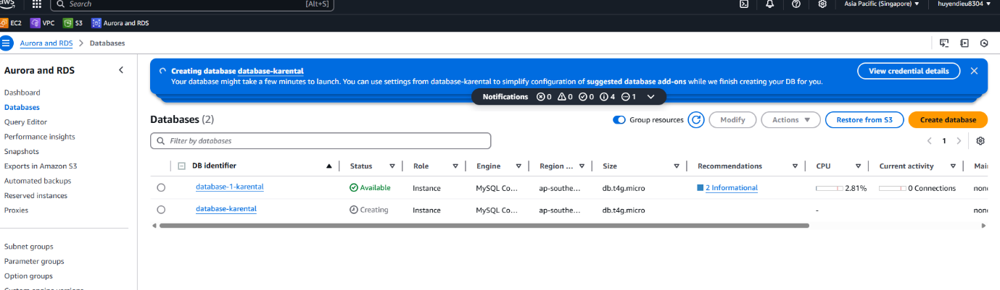 aws Search [Alt+S] Asia Pacific (Singapore) huyendieu8304
EC2 VPC S3 Aurora and RDS
Aurora and RDS > Databases
Aurora and RDS
Dashboard
Databases
Query Editor
Performance insights
Snapshots
Exports in Amazon S3
Automated backups
Reserved instances
Proxies
Subnet groups
Parameter groups
Option groups
Custom engine versions
Creating database database-karental
View credential details
Your database might take a few minutes to launch. You can use settings from database-karental to simplify configuration of suggested database add-ons while we finish creating your DB for you.
Notifications 0 0 0 4 1
Databases (2)
Group resources Modify Actions Restore from S3 Create database
Filter by databases
1
DB identifier Status Role Engine Region ... Size Recommendations CPU Current activity Mai
database-1-karental Available Instance MySQL Co... ap-southe... db.t4g.micro 2 Informational 2.81% 0 Connections none
database-karental Creating Instance MySQL Co... ap-southe... db.t4g.micro - none